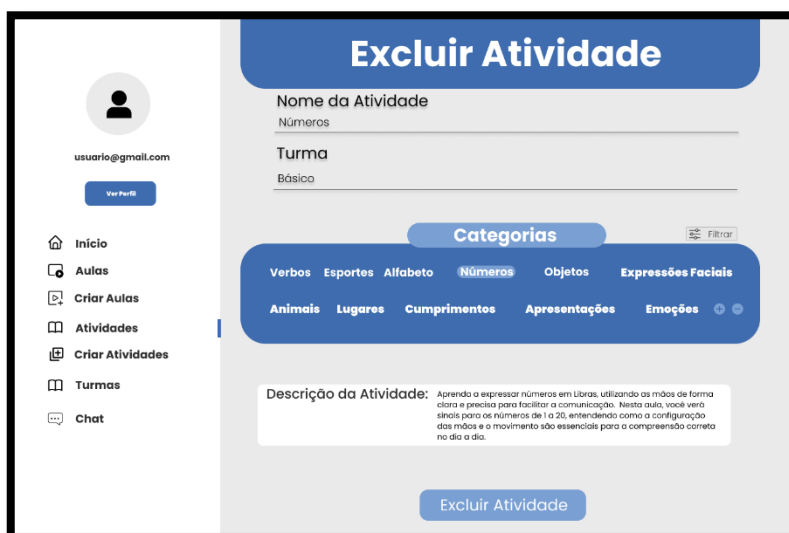 Excluir Atividade
usuario@gmail.com
Ver Perfil
Início
Aulas
Criar Aulas
Atividades
Criar Atividades
Turmas
Chat
Nome da Atividade
Números
Turma
Básico
Categorias
Filtrar
Verbos Esportes Alfabeto Números Objetos Expressões Faciais
Animais Lugares Cumprimentos Apresentações Emoções
Descrição da Atividade:
Aprenda a expressar números em Libras, utilizando as mãos de forma
clara e precisa para facilitar a comunicação. Nesta aula, você verá
sinais para os números de 1 a 20, entendendo como a configuração
das mãos e o movimento são essenciais para a compreensão correta
no dia a dia.
Excluir Atividade